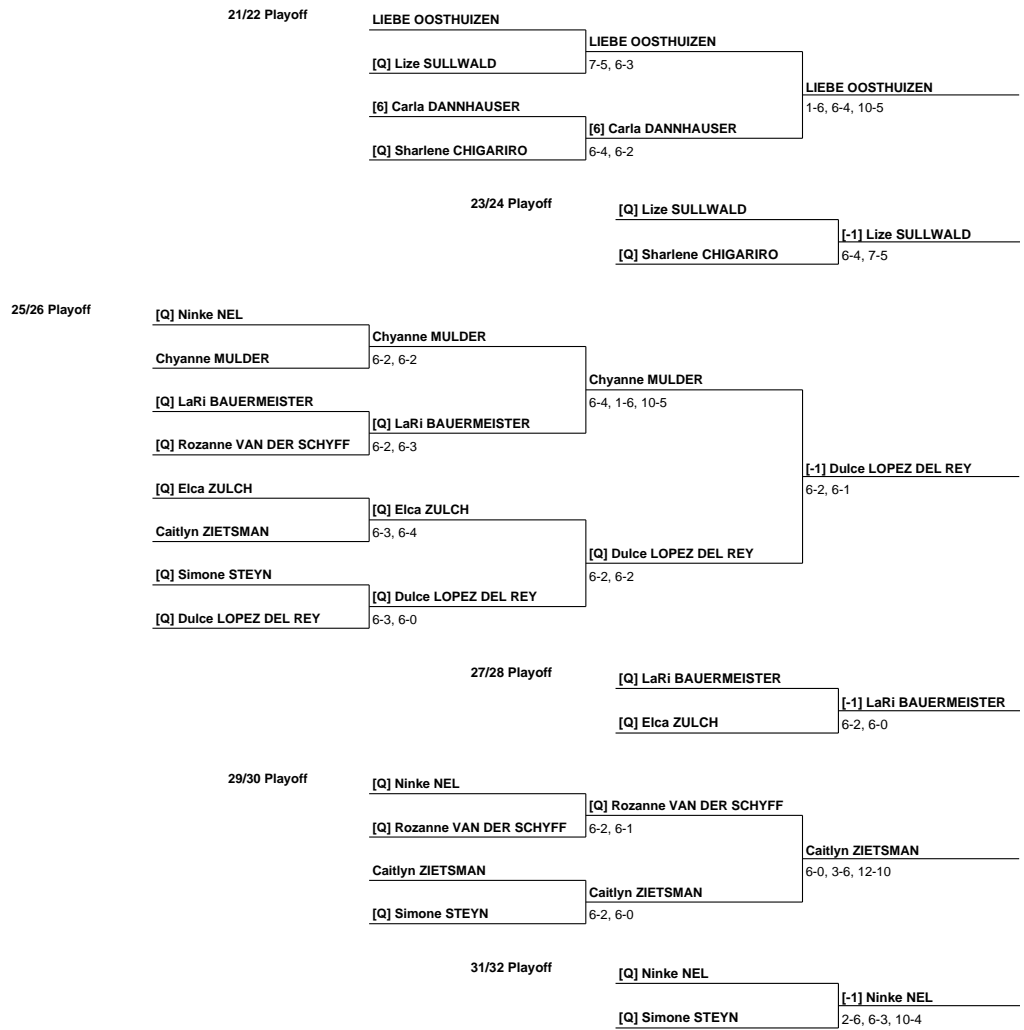 21/22 Playoff
LIEBE OOSTHUIZEN
LIEBE OOSTHUIZEN
[Q] Lize SULLWALD
7-5, 6-3
LIEBE OOSTHUIZEN
[6] Carla DANNHAUSER
1-6, 6-4, 10-5
[6] Carla DANNHAUSER
[Q] Sharlene CHIGARIRO
6-4, 6-2
23/24 Playoff
[Q] Lize SULLWALD
[-1] Lize SULLWALD
[Q] Sharlene CHIGARIRO
6-4, 7-5
25/26 Playoff
[Q] Ninke NEL
Chyanne MULDER
Chyanne MULDER
6-2, 6-2
Chyanne MULDER
[Q] LaRi BAUERMEISTER
6-4, 1-6, 10-5
[Q] LaRi BAUERMEISTER
[Q] Rozanne VAN DER SCHYFF
6-2, 6-3
[-1] Dulce LOPEZ DEL REY
[Q] Elca ZULCH
6-2, 6-1
[Q] Elca ZULCH
Caitlyn ZIETSMAN
6-3, 6-4
[Q] Dulce LOPEZ DEL REY
[Q] Simone STEYN
6-2, 6-2
[Q] Dulce LOPEZ DEL REY
[Q] Dulce LOPEZ DEL REY
6-3, 6-0
27/28 Playoff
[Q] LaRi BAUERMEISTER
[-1] LaRi BAUERMEISTER
[Q] Elca ZULCH
6-2, 6-0
29/30 Playoff
[Q] Ninke NEL
[Q] Rozanne VAN DER SCHYFF
[Q] Rozanne VAN DER SCHYFF
6-2, 6-1
Caitlyn ZIETSMAN
Caitlyn ZIETSMAN
6-0, 3-6, 12-10
Caitlyn ZIETSMAN
[Q] Simone STEYN
6-2, 6-0
31/32 Playoff
[Q] Ninke NEL
[-1] Ninke NEL
[Q] Simone STEYN
2-6, 6-3, 10-4